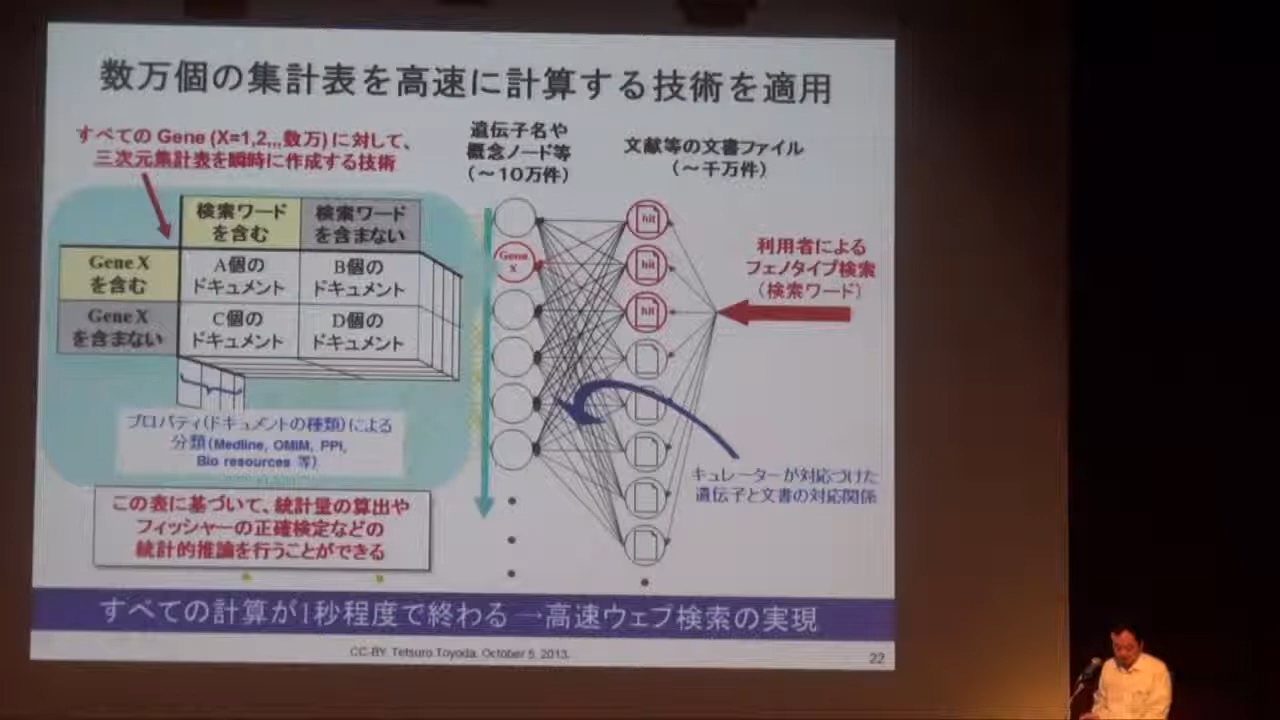 数万個の集計表を高速に計算する技術を適用
すべての Gene (X=1,2,,,数万) に対して、
三次元集計表を瞬時に作成する技術
遺伝子名や
概念ノード等
(～10万件)
文献等の文書ファイル
(～千万件)
検索ワード
を含む
検索ワード
を含まない
Gene X
を含む
A個の
ドキュメント
B個の
ドキュメント
Gene X
を含まない
C個の
ドキュメント
D個の
ドキュメント
プロパティ(ドキュメントの種類)による
分類(Medline, OMIM, PPI,
Bio resources 等)
この表に基づいて、統計量の算出や
フィッシャーの正確検定などの
統計的推論を行うことができる
Gene
X
hit
hit
hit
利用者による
フェノタイプ検索
(検索ワード)
キュレーターが対応づけた
遺伝子と文書の対応関係
すべての計算が1秒程度で終わる →高速ウェブ検索の実現
CC-BY. Tetsuro Toyoda. October 5, 2013.
22